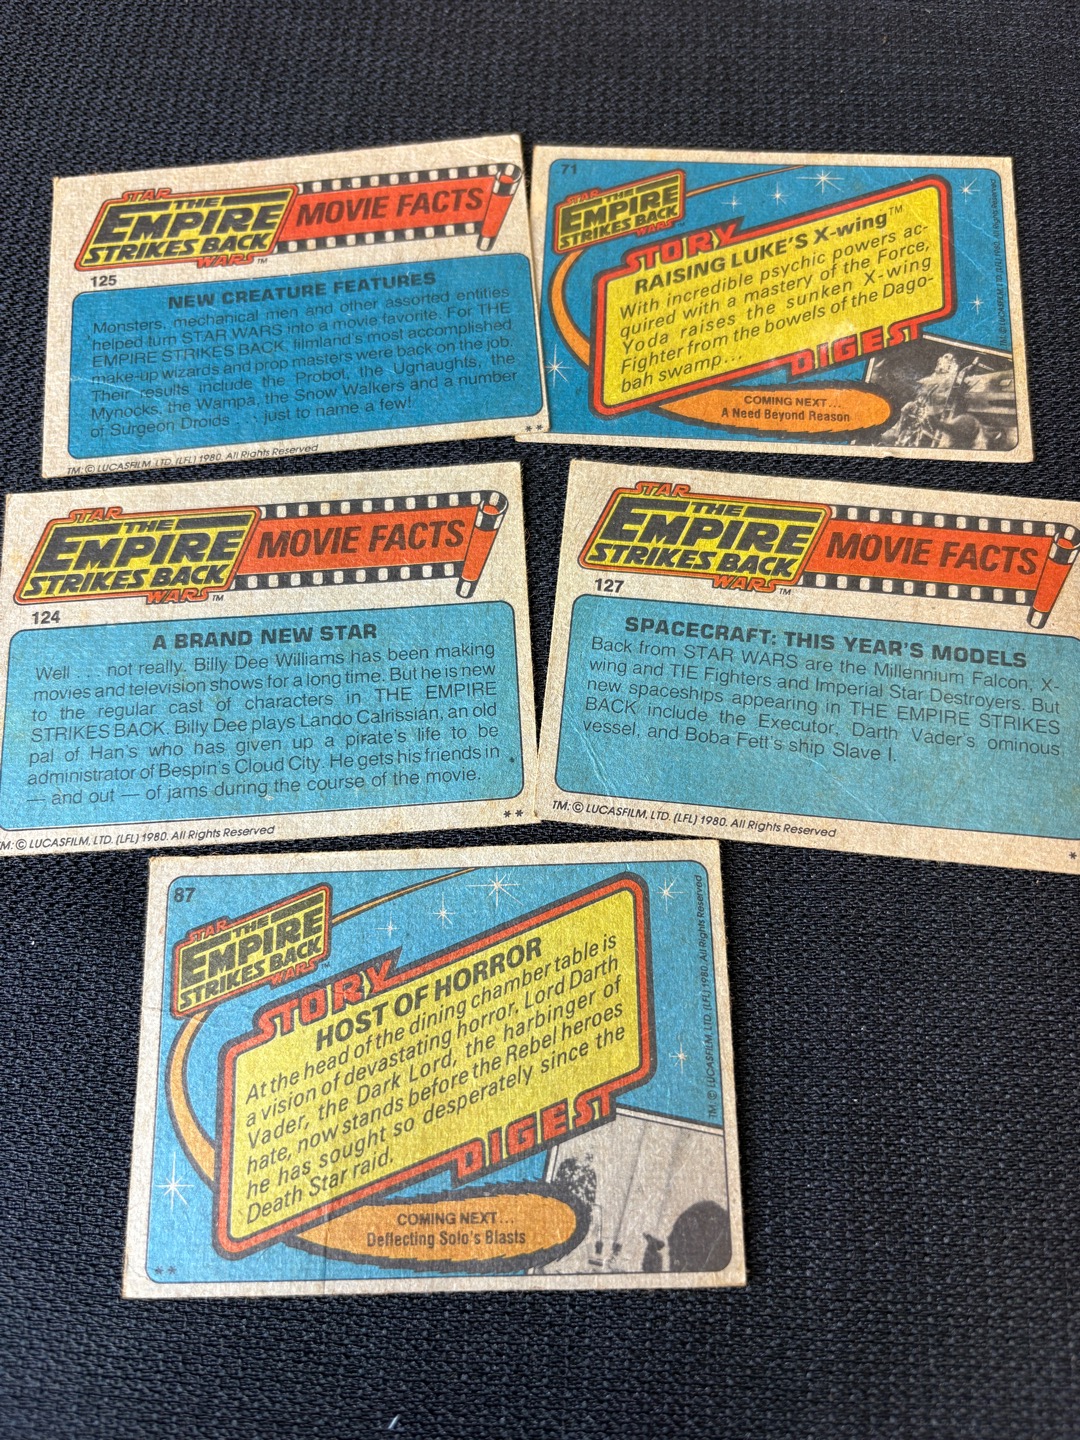 STAR
THE
EMPIRE
STRIKES BACK
WARS™
MOVIE FACTS
125
NEW CREATURE FEATURES
Monsters, mechanical men and other assorted entities
helped turn STAR WARS into a movie favorite. For THE
EMPIRE STRIKES BACK, filmland's most accomplished
make-up wizards and prop masters were back on the job.
Their results include the Probot, the Ugnaughts, the
Mynocks, the Wampa, the Snow Walkers and a number
of Surgeon Droids . . . just to name a few!
**
TM: © LUCASFILM, LTD. (LFL) 1980. All Rights Reserved
71
STAR
THE
EMPIRE
STRIKES BACK
WARS
STORY
RAISING LUKE'S X-wing™
With incredible psychic powers ac-
quired with a mastery of the Force,
Yoda raises the sunken X-wing
Fighter from the bowels of the Dago-
bah swamp...
DIGEST
COMING NEXT...
A Need Beyond Reason
TM: © LUCASFILM, LTD. (LFL) 1980. All Rights Reserved
STAR
THE
EMPIRE
STRIKES BACK
WARS™
MOVIE FACTS
124
A BRAND NEW STAR
Well . . . not really. Billy Dee Williams has been making
movies and television shows for a long time. But he is new
to the regular cast of characters in THE EMPIRE
STRIKES BACK. Billy Dee plays Lando Calrissian, an old
pal of Han's who has given up a pirate's life to be
administrator of Bespin's Cloud City. He gets his friends in
— and out — of jams during the course of the movie.
**
M: © LUCASFILM, LTD. (LFL) 1980. All Rights Reserved
STAR
THE
EMPIRE
STRIKES BACK
WARS™
MOVIE FACTS
127
SPACECRAFT: THIS YEAR'S MODELS
Back from STAR WARS are the Millennium Falcon, X-
wing and TIE Fighters and Imperial Star Destroyers. But
new spaceships appearing in THE EMPIRE STRIKES
BACK include the Executor, Darth Vader's ominous
vessel, and Boba Fett's ship Slave I.
TM: © LUCASFILM, LTD. (LFL) 1980. All Rights Reserved
*
87
STAR
THE
EMPIRE
STRIKES BACK
WARS™
STORY
HOST OF HORROR
At the head of the dining chamber table is
a vision of devastating horror. Lord Darth
Vader, the Dark Lord, the harbinger of
hate, now stands before the Rebel heroes
he has sought so desperately since the
Death Star raid.
DIGEST
COMING NEXT...
Deflecting Solo's Blasts
**
TM: © LUCASFILM, LTD. (LFL) 1980. All Rights Reserved